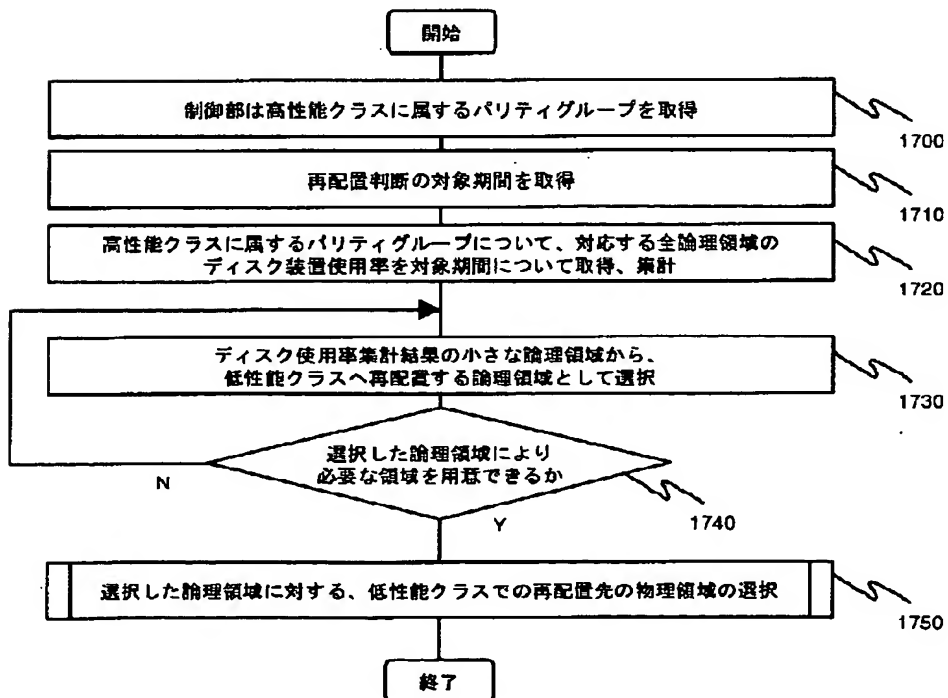 開始
制御部は高性能クラスに属するパリティグループを取得
1700
再配置判断の対象期間を取得
1710
高性能クラスに属するパリティグループについて、対応する全論理領域の
ディスク装置使用率を対象期間について取得、集計
1720
ディスク使用率集計結果の小さな論理領域から、
低性能クラスへ再配置する論理領域として選択
1730
選択した論理領域により
必要な領域を用意できるか
N
Y
1740
選択した論理領域に対する、低性能クラスでの再配置先の物理領域の選択
1750
終了